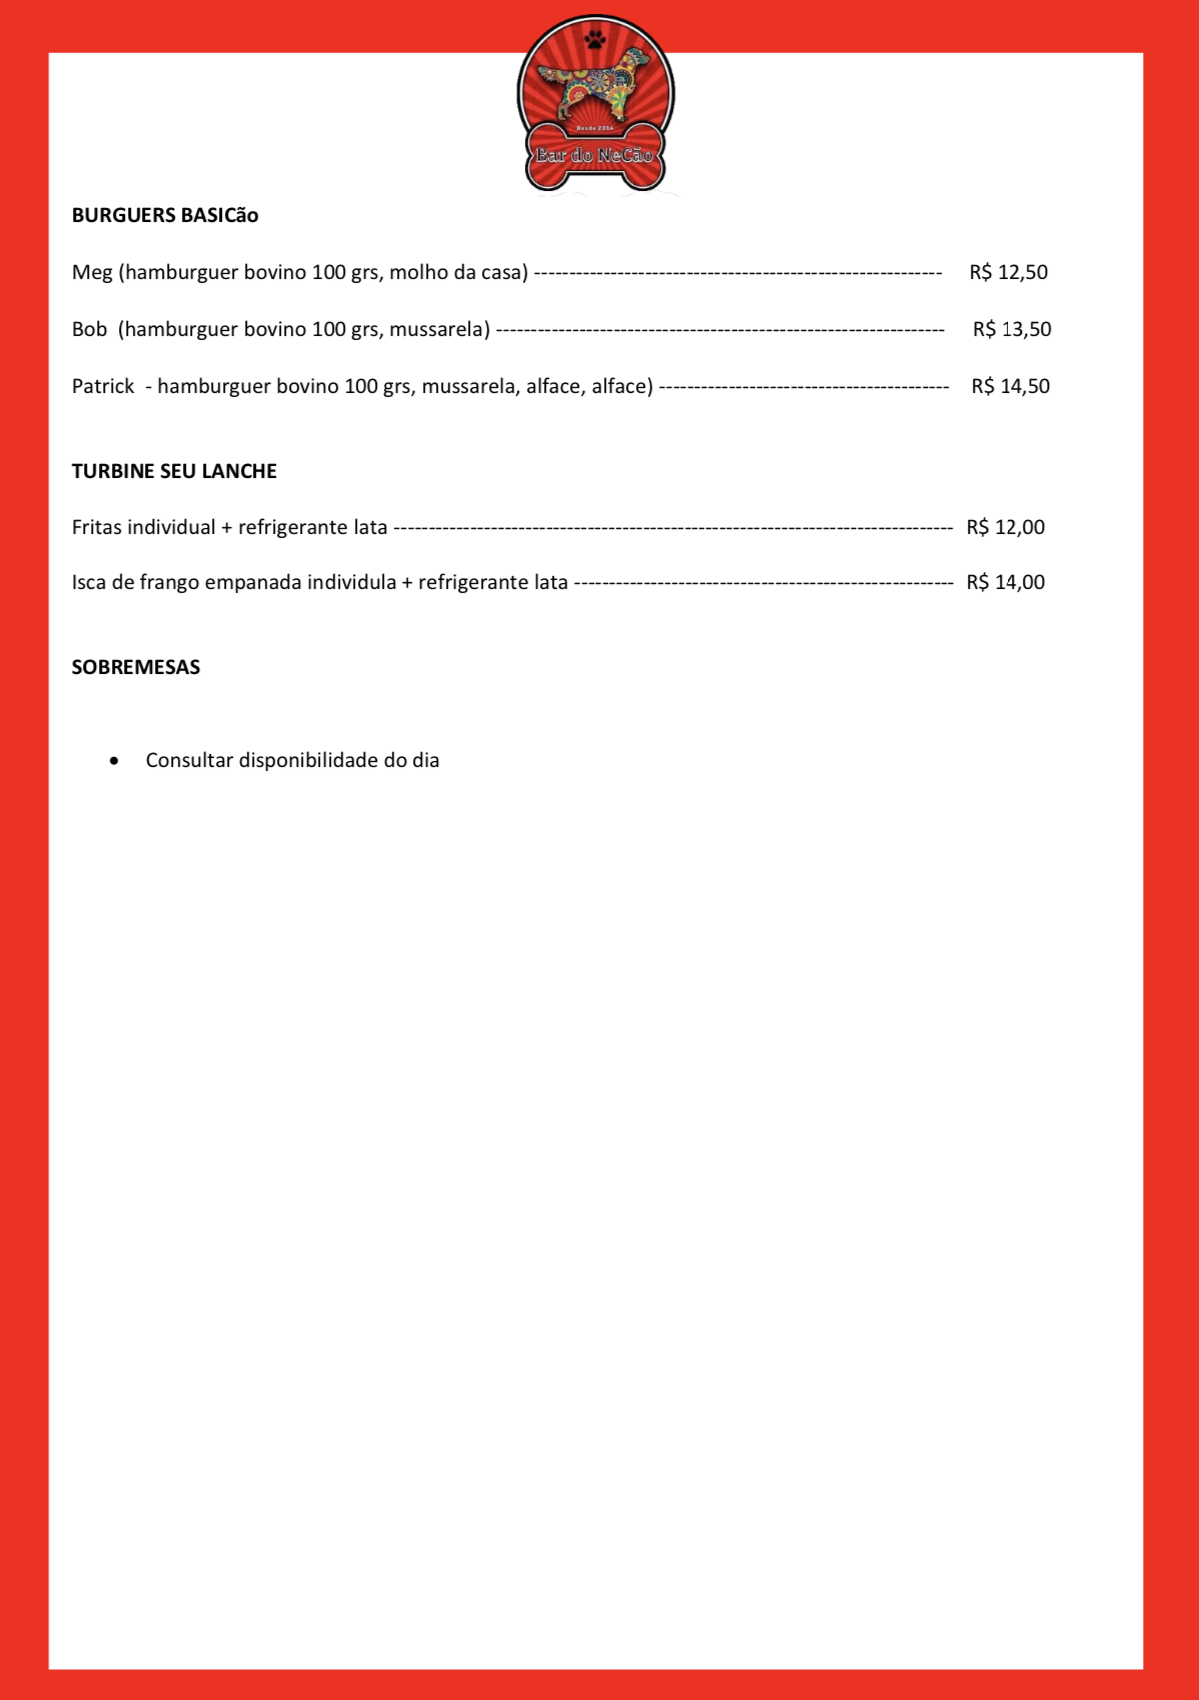 Desde 2016
Bar do NeCão
BURGUERS BASICão
Meg (hamburguer bovino 100 grs, molho da casa) ----------------------------------------------------------- R$ 12,50
Bob  (hamburguer bovino 100 grs, mussarela) ----------------------------------------------------------------- R$ 13,50
Patrick  - hamburguer bovino 100 grs, mussarela, alface, alface) ------------------------------------------ R$ 14,50
TURBINE SEU LANCHE
Fritas individual + refrigerante lata --------------------------------------------------------------------------------- R$ 12,00
Isca de frango empanada individula + refrigerante lata ------------------------------------------------------- R$ 14,00
SOBREMESAS
• Consultar disponibilidade do dia